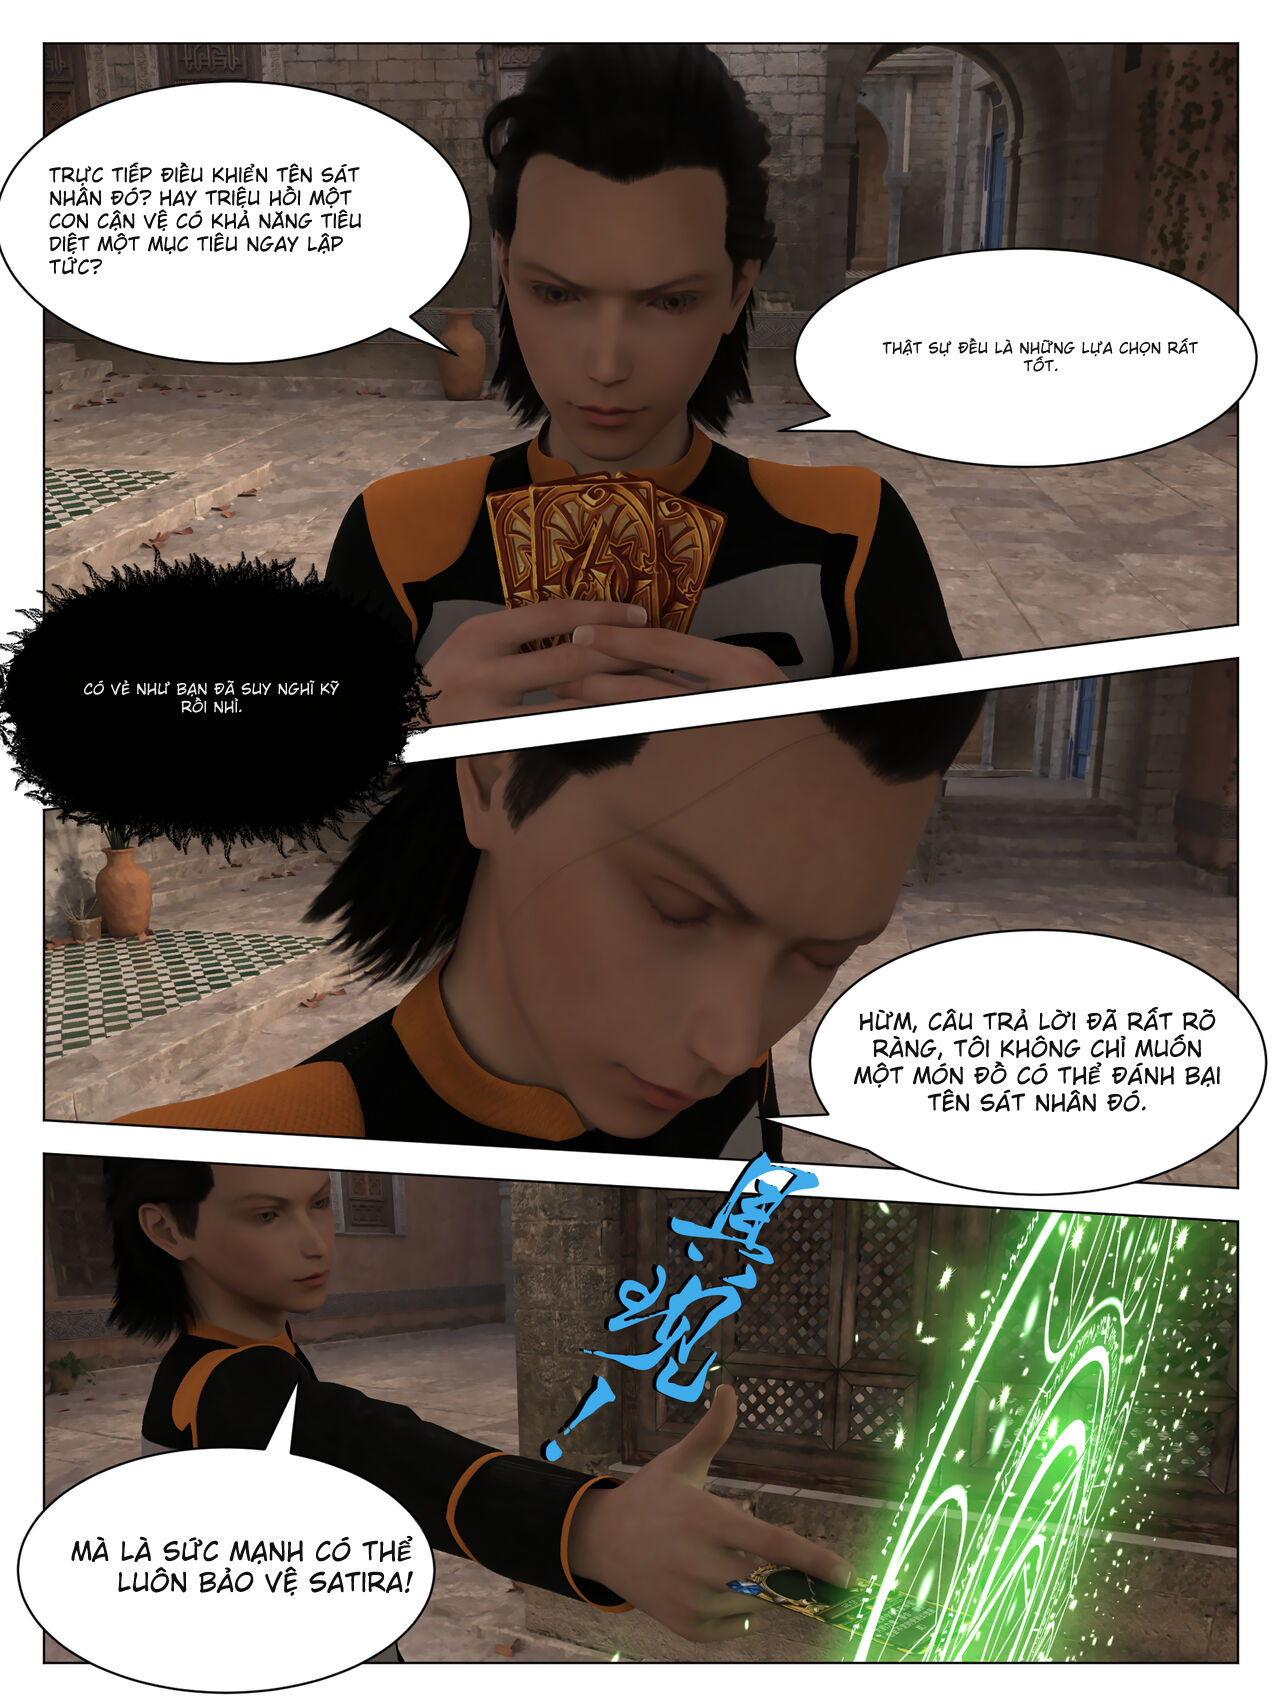 TRỰC TIẾP ĐIỀU KHIỂN TÊN SÁT
NHÂN ĐÓ? HAY TRIỆU HỒI MỘT
CON CẬN VỆ CÓ KHẢ NĂNG TIÊU
DIỆT MỘT MỤC TIÊU NGAY LẬP
TỨC?
THẬT SỰ ĐỀU LÀ NHỮNG LỰA CHỌN RẤT
TỐT.
CÓ VẺ NHƯ BẠN ĐÃ SUY NGHĨ KỸ
RỒI NHỈ.
HỪM, CÂU TRẢ LỜI ĐÃ RẤT RÕ
RÀNG, TÔI KHÔNG CHỈ MUỐN
MỘT MÓN ĐỒ CÓ THỂ ĐÁNH BẠI
TÊN SÁT NHÂN ĐÓ.
MÀ LÀ SỨC MẠNH CÓ THỂ
LUÔN BẢO VỆ SATIRA!